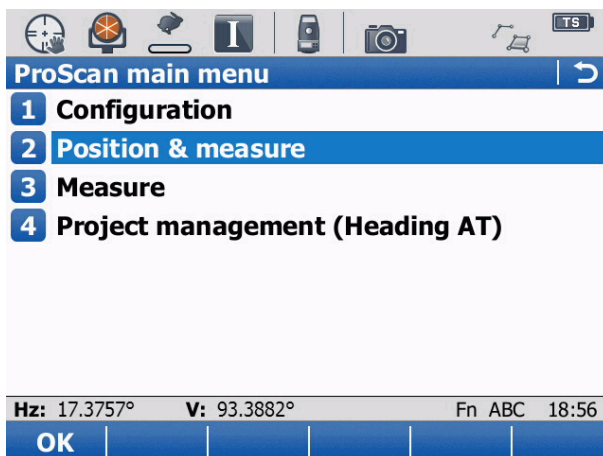 I
TS
ProScan main menu
1 Configuration
2 Position & measure
3 Measure
4 Project management (Heading AT)
Hz: 17.3757° V: 93.3882° Fn ABC 18:56
OK